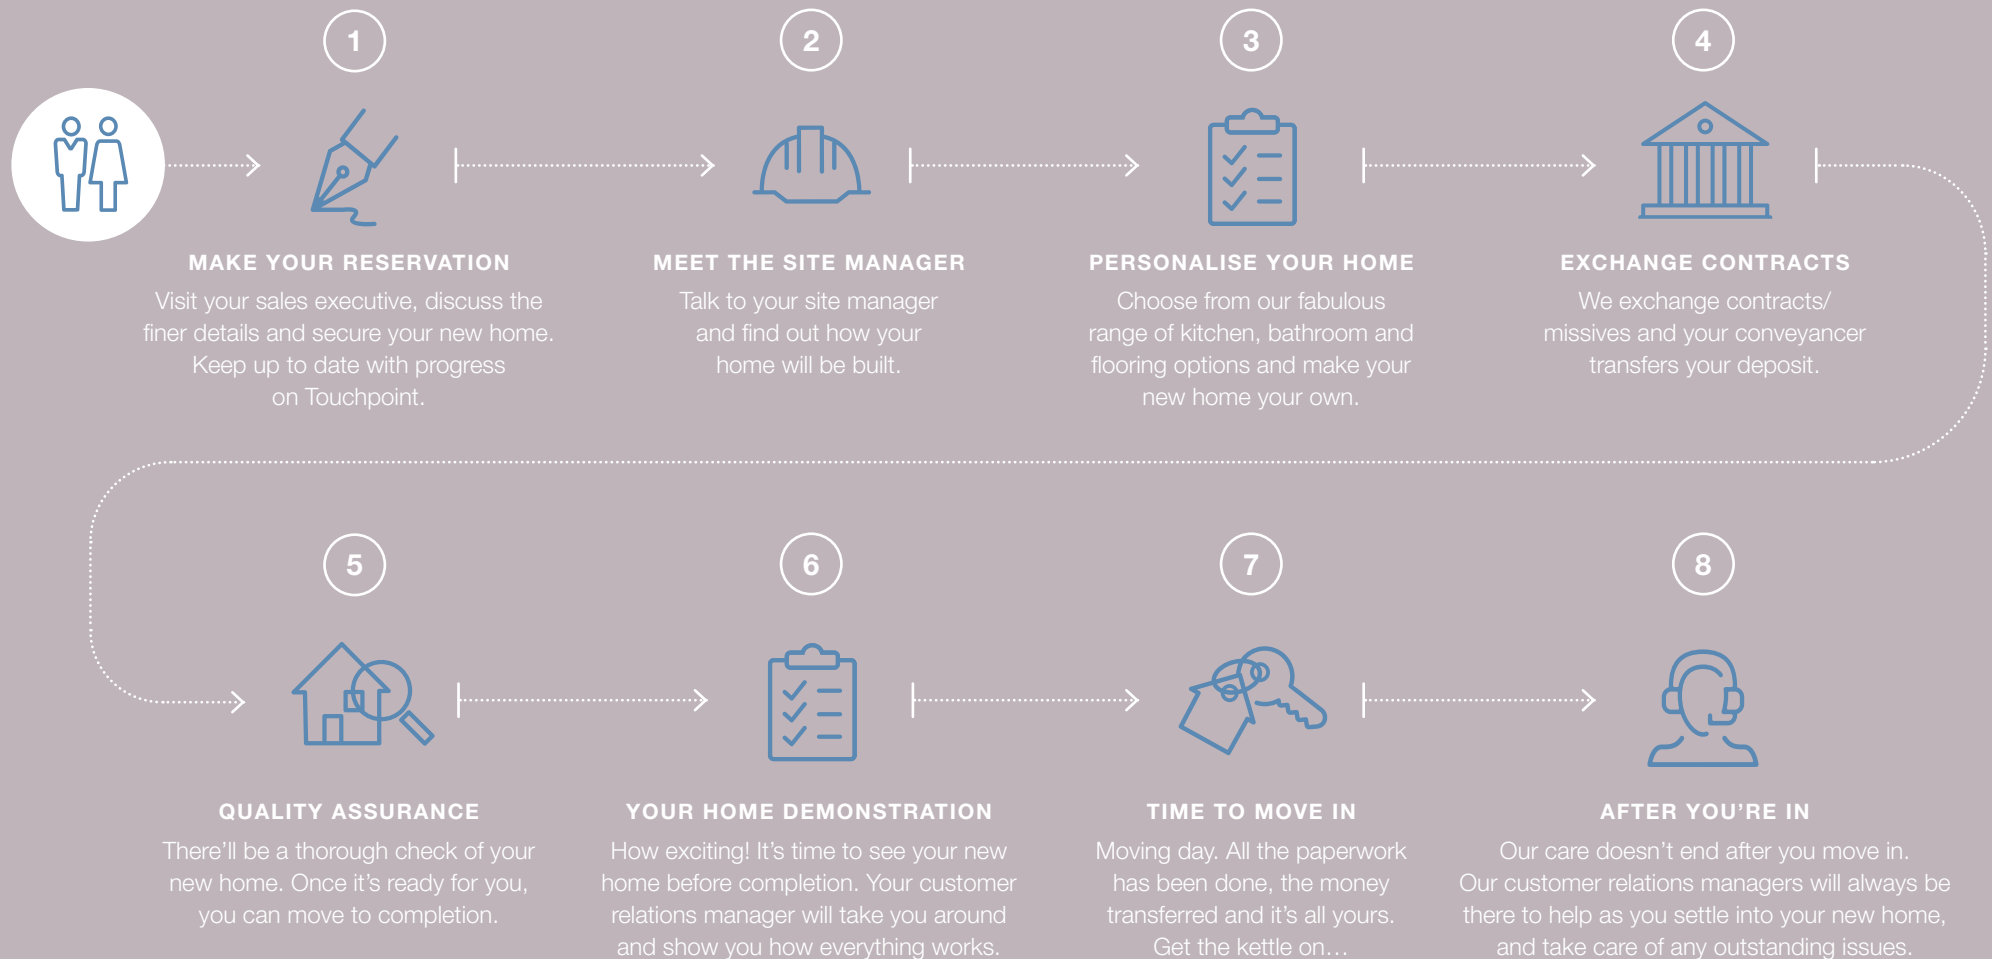 1
MAKE YOUR RESERVATION
Visit your sales executive, discuss the
finer details and secure your new home.
Keep up to date with progress
on Touchpoint.
2
MEET THE SITE MANAGER
Talk to your site manager
and find out how your
home will be built.
3
PERSONALISE YOUR HOME
Choose from our fabulous
range of kitchen, bathroom and
flooring options and make your
new home your own.
4
EXCHANGE CONTRACTS
We exchange contracts/
missives and your conveyancer
transfers your deposit.
5
QUALITY ASSURANCE
There’ll be a thorough check of your
new home. Once it’s ready for you,
you can move to completion.
6
YOUR HOME DEMONSTRATION
How exciting! It’s time to see your new
home before completion. Your customer
relations manager will take you around
and show you how everything works.
7
TIME TO MOVE IN
Moving day. All the paperwork
has been done, the money
transferred and it’s all yours.
Get the kettle on…
8
AFTER YOU’RE IN
Our care doesn’t end after you move in.
Our customer relations managers will always be
there to help as you settle into your new home,
and take care of any outstanding issues.